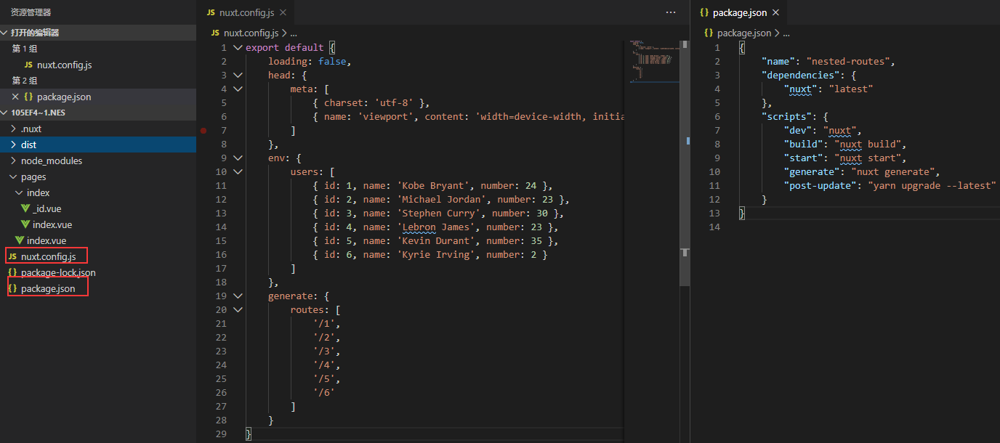 资源管理器
打开的编辑器
第 1 组
JS nuxt.config.js
第 2 组
{} package.json
105EF4~1.NES
.nuxt
dist
node_modules
pages
index
_id.vue
index.vue
index.vue
JS nuxt.config.js
{} package-lock.json
{} package.json
JS nuxt.config.js
JS nuxt.config.js > ...
1 export default {
2 loading: false,
3 head: {
4 meta: [
5 { charset: 'utf-8' },
6 { name: 'viewport', content: 'width=device-width, initia
7 ]
8 },
9 env: {
10 users: [
11 { id: 1, name: 'Kobe Bryant', number: 24 },
12 { id: 2, name: 'Michael Jordan', number: 23 },
13 { id: 3, name: 'Stephen Curry', number: 30 },
14 { id: 4, name: 'Lebron James', number: 23 },
15 { id: 5, name: 'Kevin Durant', number: 35 },
16 { id: 6, name: 'Kyrie Irving', number: 2 }
17 ]
18 },
19 generate: {
20 routes: [
21 '/1',
22 '/2',
23 '/3',
24 '/4',
25 '/5',
26 '/6'
27 ]
28 }
29 }
{} package.json
{} package.json > ...
1 {
2 "name": "nested-routes",
3 "dependencies": {
4 "nuxt": "latest"
5 },
6 "scripts": {
7 "dev": "nuxt",
8 "build": "nuxt build",
9 "start": "nuxt start",
10 "generate": "nuxt generate",
11 "post-update": "yarn upgrade --latest"
12 }
13 }
14